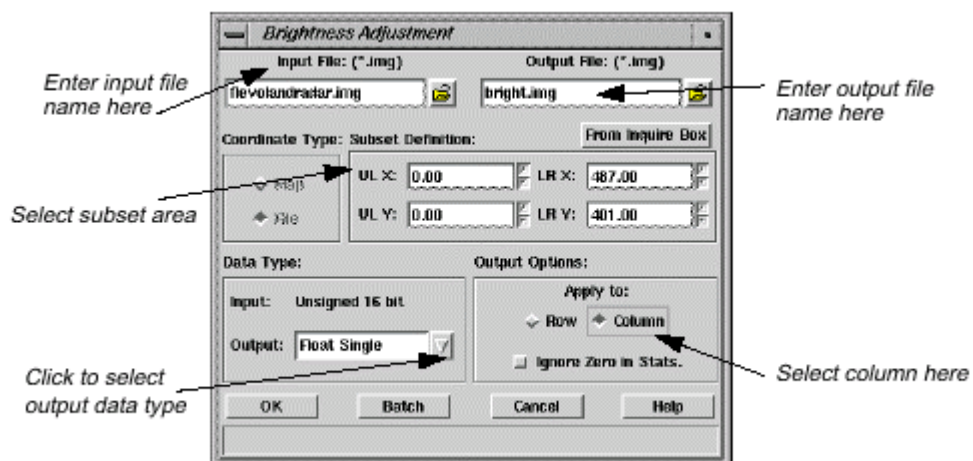 Brightness Adjustment
Input File: (*.img)
Output File: (*.img)
Enter input file
name here
flevolandradar.img
bright.img
Enter output file
name here
From Inquire Box
Coordinate Type:
Subset Definition:
Map
File
UL X: 0.00
LR X: 487.00
UL Y: 0.00
LR Y: 401.00
Select subset area
Data Type:
Output Options:
Input: Unsigned 16 bit
Apply to:
Row
Column
Output: Float Single
Ignore Zero in Stats.
Click to select
output data type
Select column here
OK
Batch
Cancel
Help